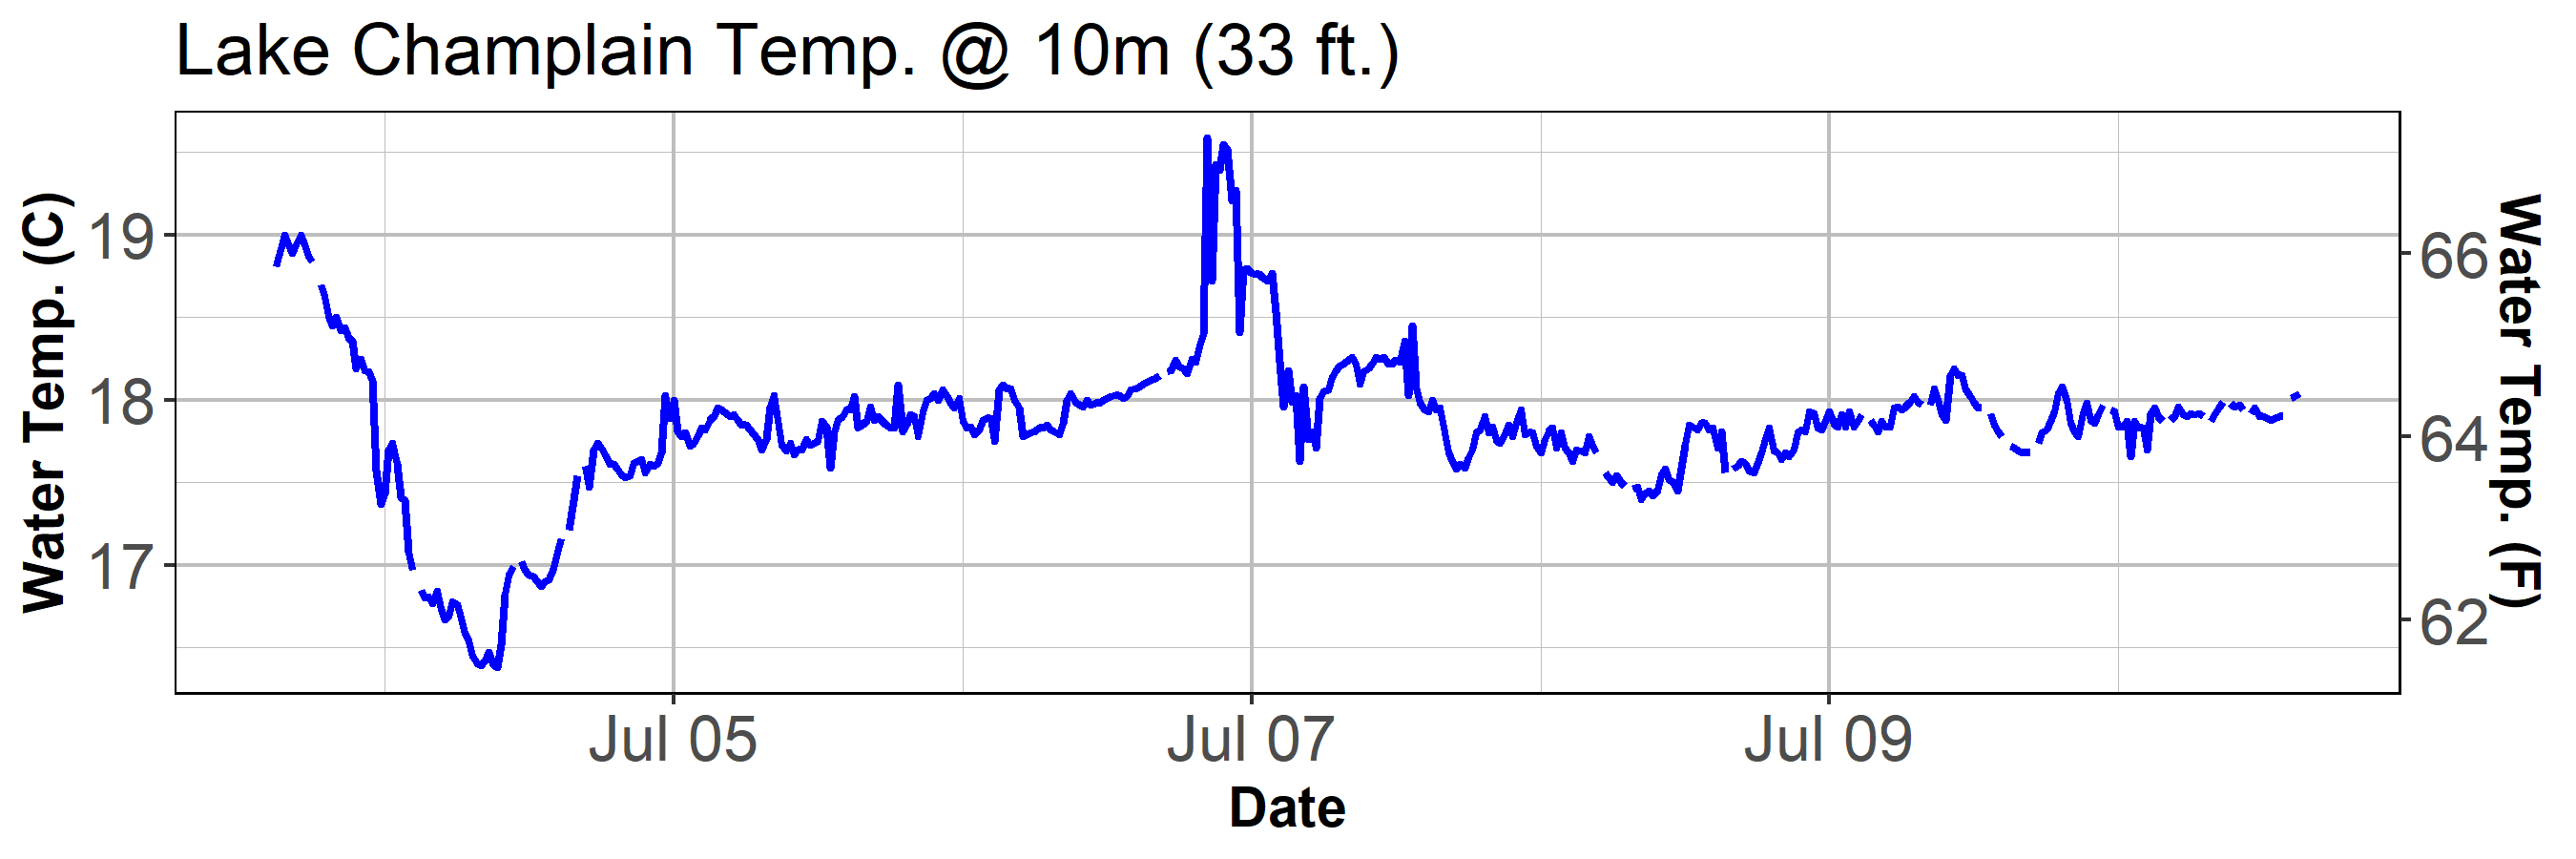 Lake Champlain Temp. @ 10m (33 ft.)
Water Temp. (C)
19
18
17
66
64
62
Water Temp. (F)
Jul 05
Jul 07
Jul 09
Date